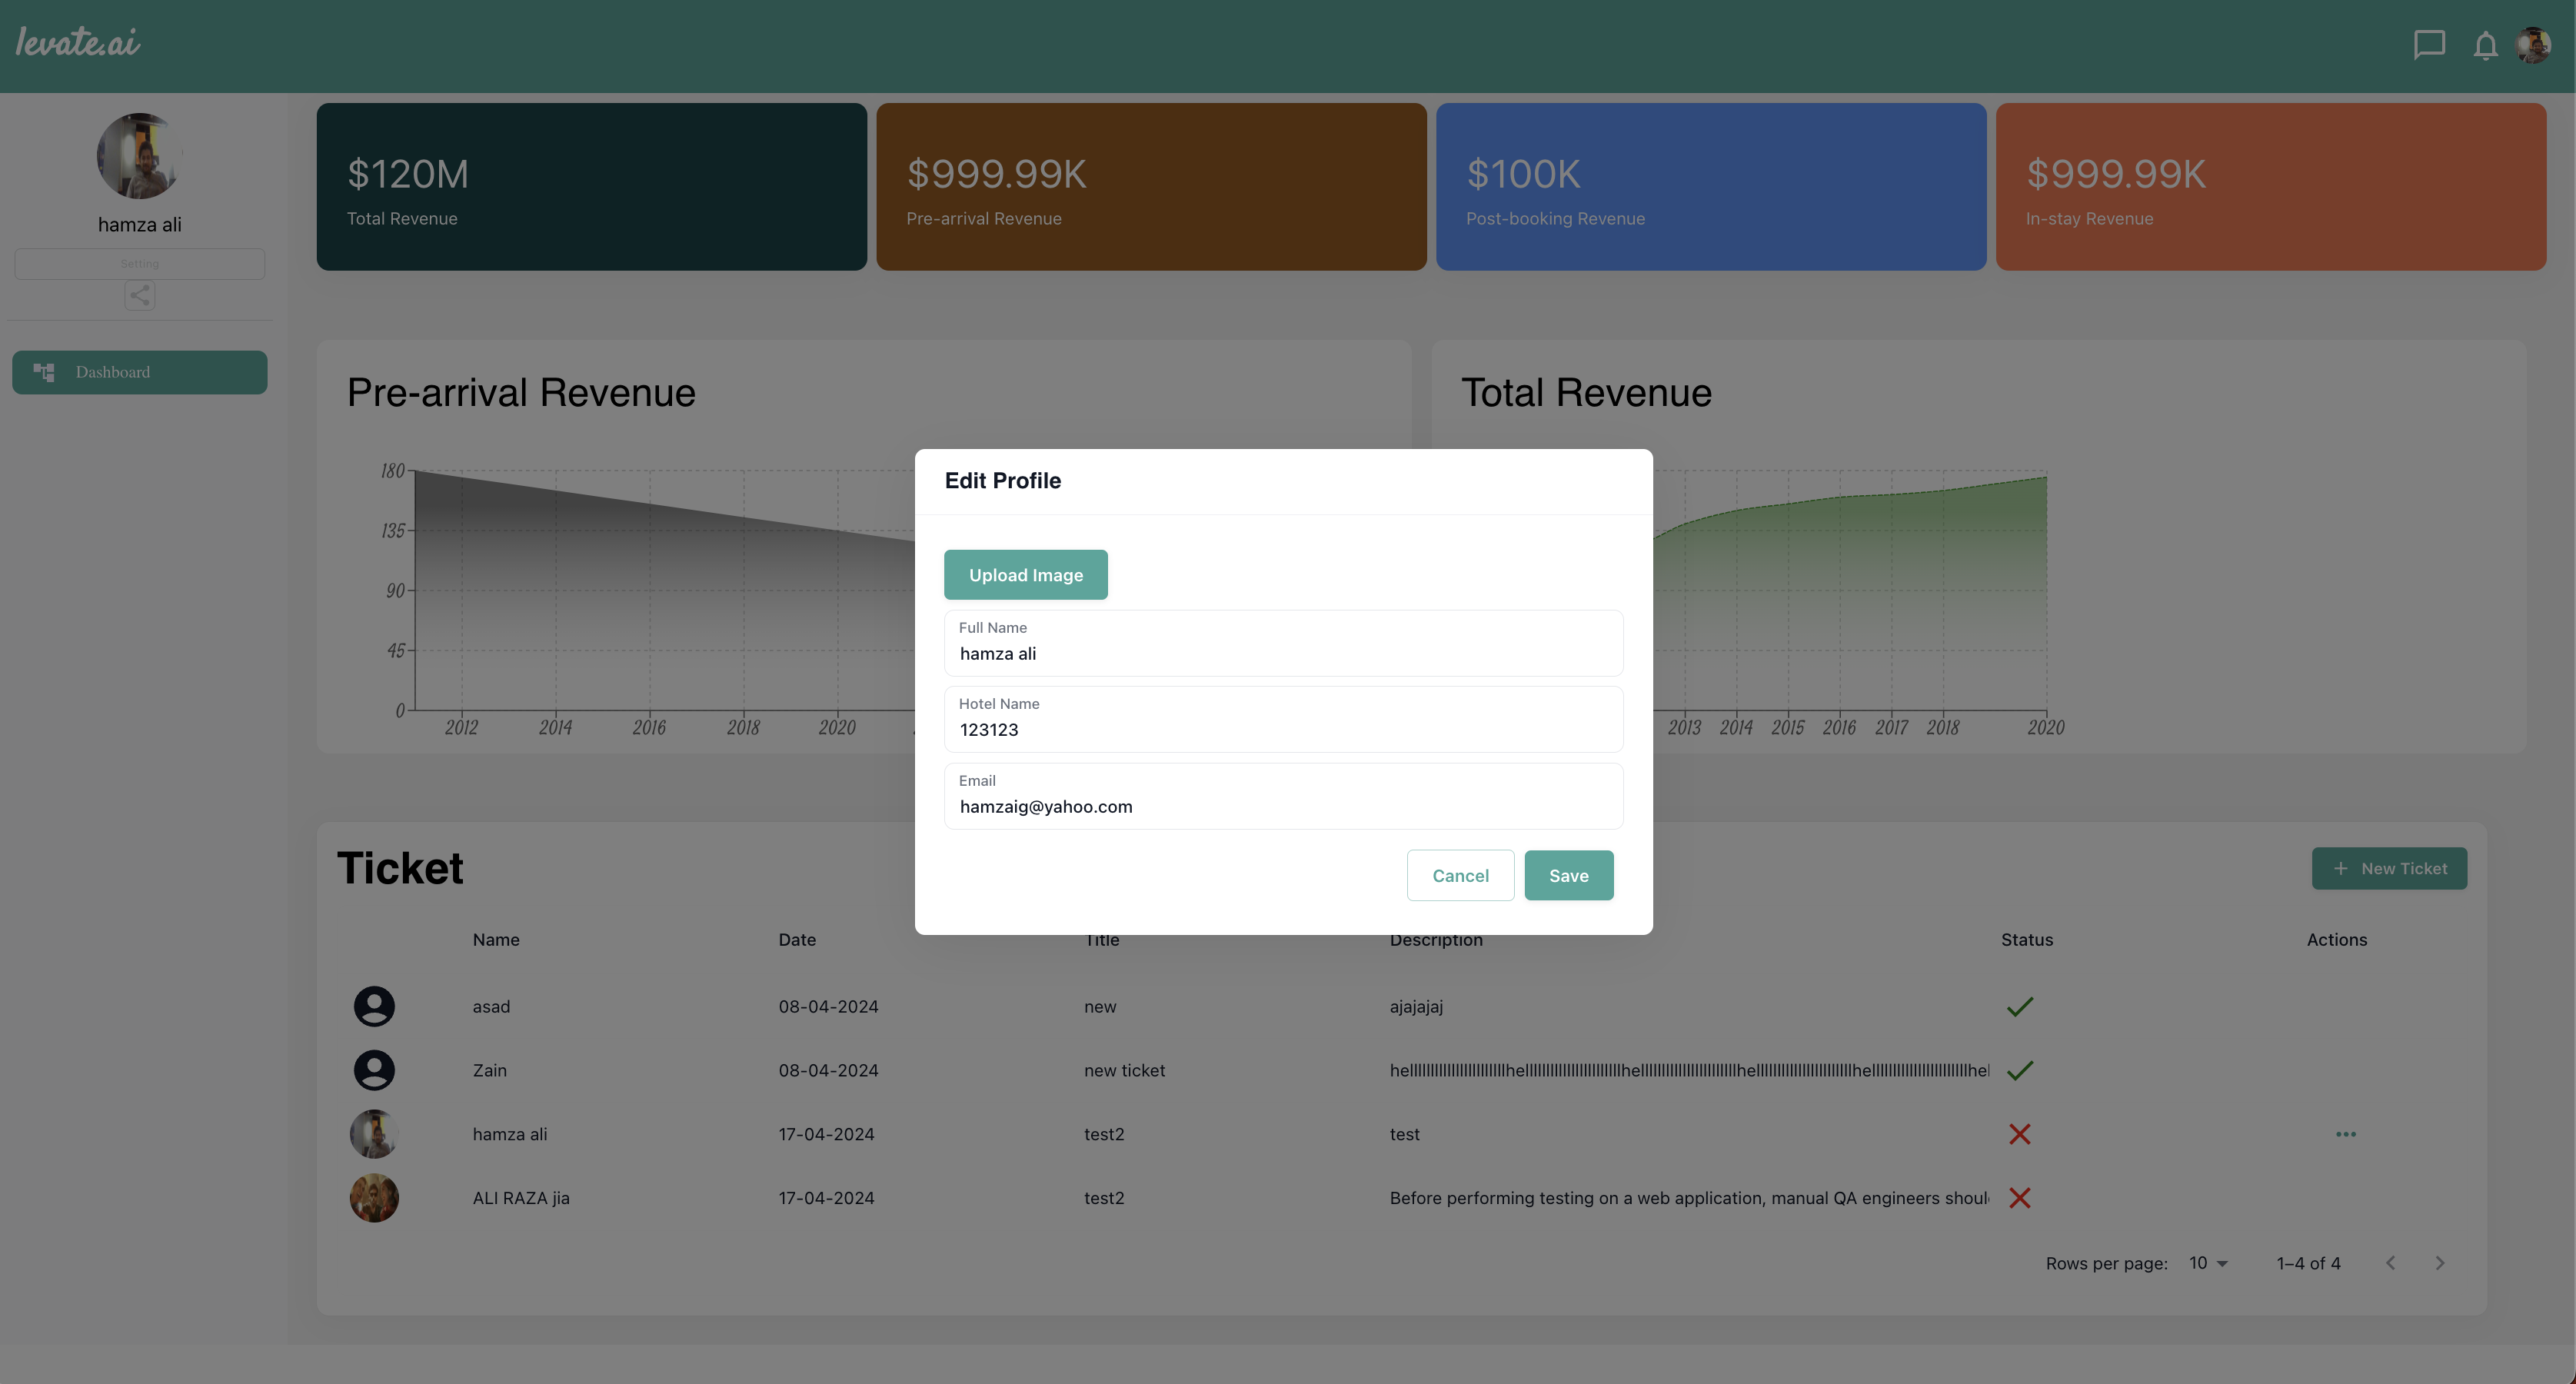 levate.ai
hamza ali
Setting
Dashboard
$120M
Total Revenue
$999.99K
Pre-arrival Revenue
$100K
Post-booking Revenue
$999.99K
In-stay Revenue
Pre-arrival Revenue
180
135
90
45
0
2012 2014 2016 2018 2020
Total Revenue
2013 2014 2015 2016 2017 2018 2020
Edit Profile
Upload Image
Full Name
hamza ali
Hotel Name
123123
Email
hamzaig@yahoo.com
Cancel Save
Ticket
+ New Ticket
Name Date Title Description Status Actions
asad 08-04-2024 new ajajajaj
Zain 08-04-2024 new ticket
hamza ali 17-04-2024 test2 test
ALI RAZA jia 17-04-2024 test2 Before performing testing on a web application, manual QA engineers
Rows per page: 10 1–4 of 4